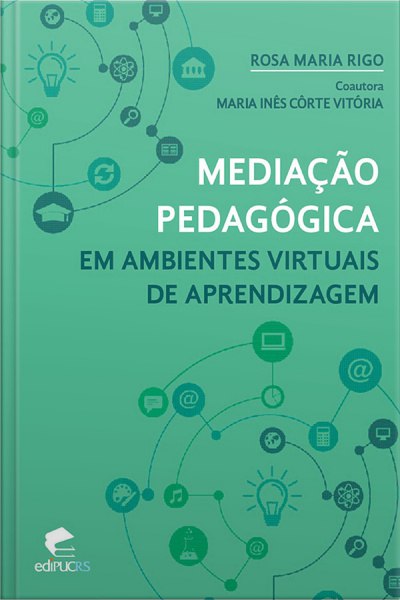 ROSA MARIA RIGO
Coautora
MARIA INÊS CÔRTE VITÓRIA
MEDIAÇÃO
PEDAGÓGICA
EM AMBIENTES VIRTUAIS
DE APRENDIZAGEM
ediPUCRS